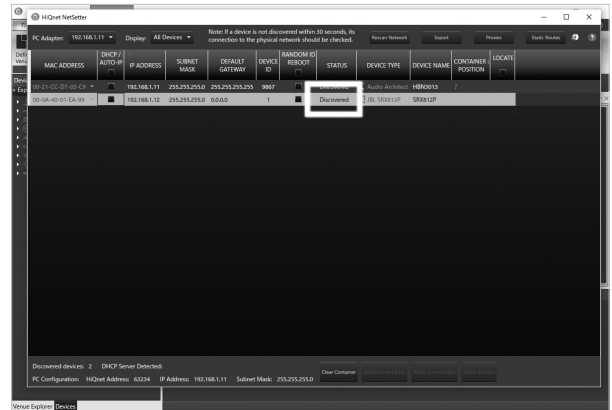 HiQnet NetSetter
PC Adapter: 192.168.1.11
Display: All Devices
Note: If a device is not discovered within 30 seconds, its
connection to the physical network should be checked.
Rescan Network
Export
Proxies
Static Routes
MAC ADDRESS
DHCP /
AUTO-IP
IP ADDRESS
SUBNET
MASK
DEFAULT
GATEWAY
DEVICE
ID
RANDOM ID
REBOOT
STATUS
DEVICE TYPE
DEVICE NAME
CONTAINER :
POSITION
LOCATE
192.168.1.11 255.255.255.0 255.255.255.255 9867 Discovered Audio Architect HBN3013 ?
00-0A-40-01-EA-99 192.168.1.12 255.255.255.0 0.0.0.0 1 Discovered JBL SRX812P SRX812P
Discovered devices: 2 DHCP Server Detected:
PC Configuration: HiQnet Address: 63234 IP Address: 192.168.1.11 Subnet Mask: 255.255.255.0
Clear Container
Venue Explorer Devices